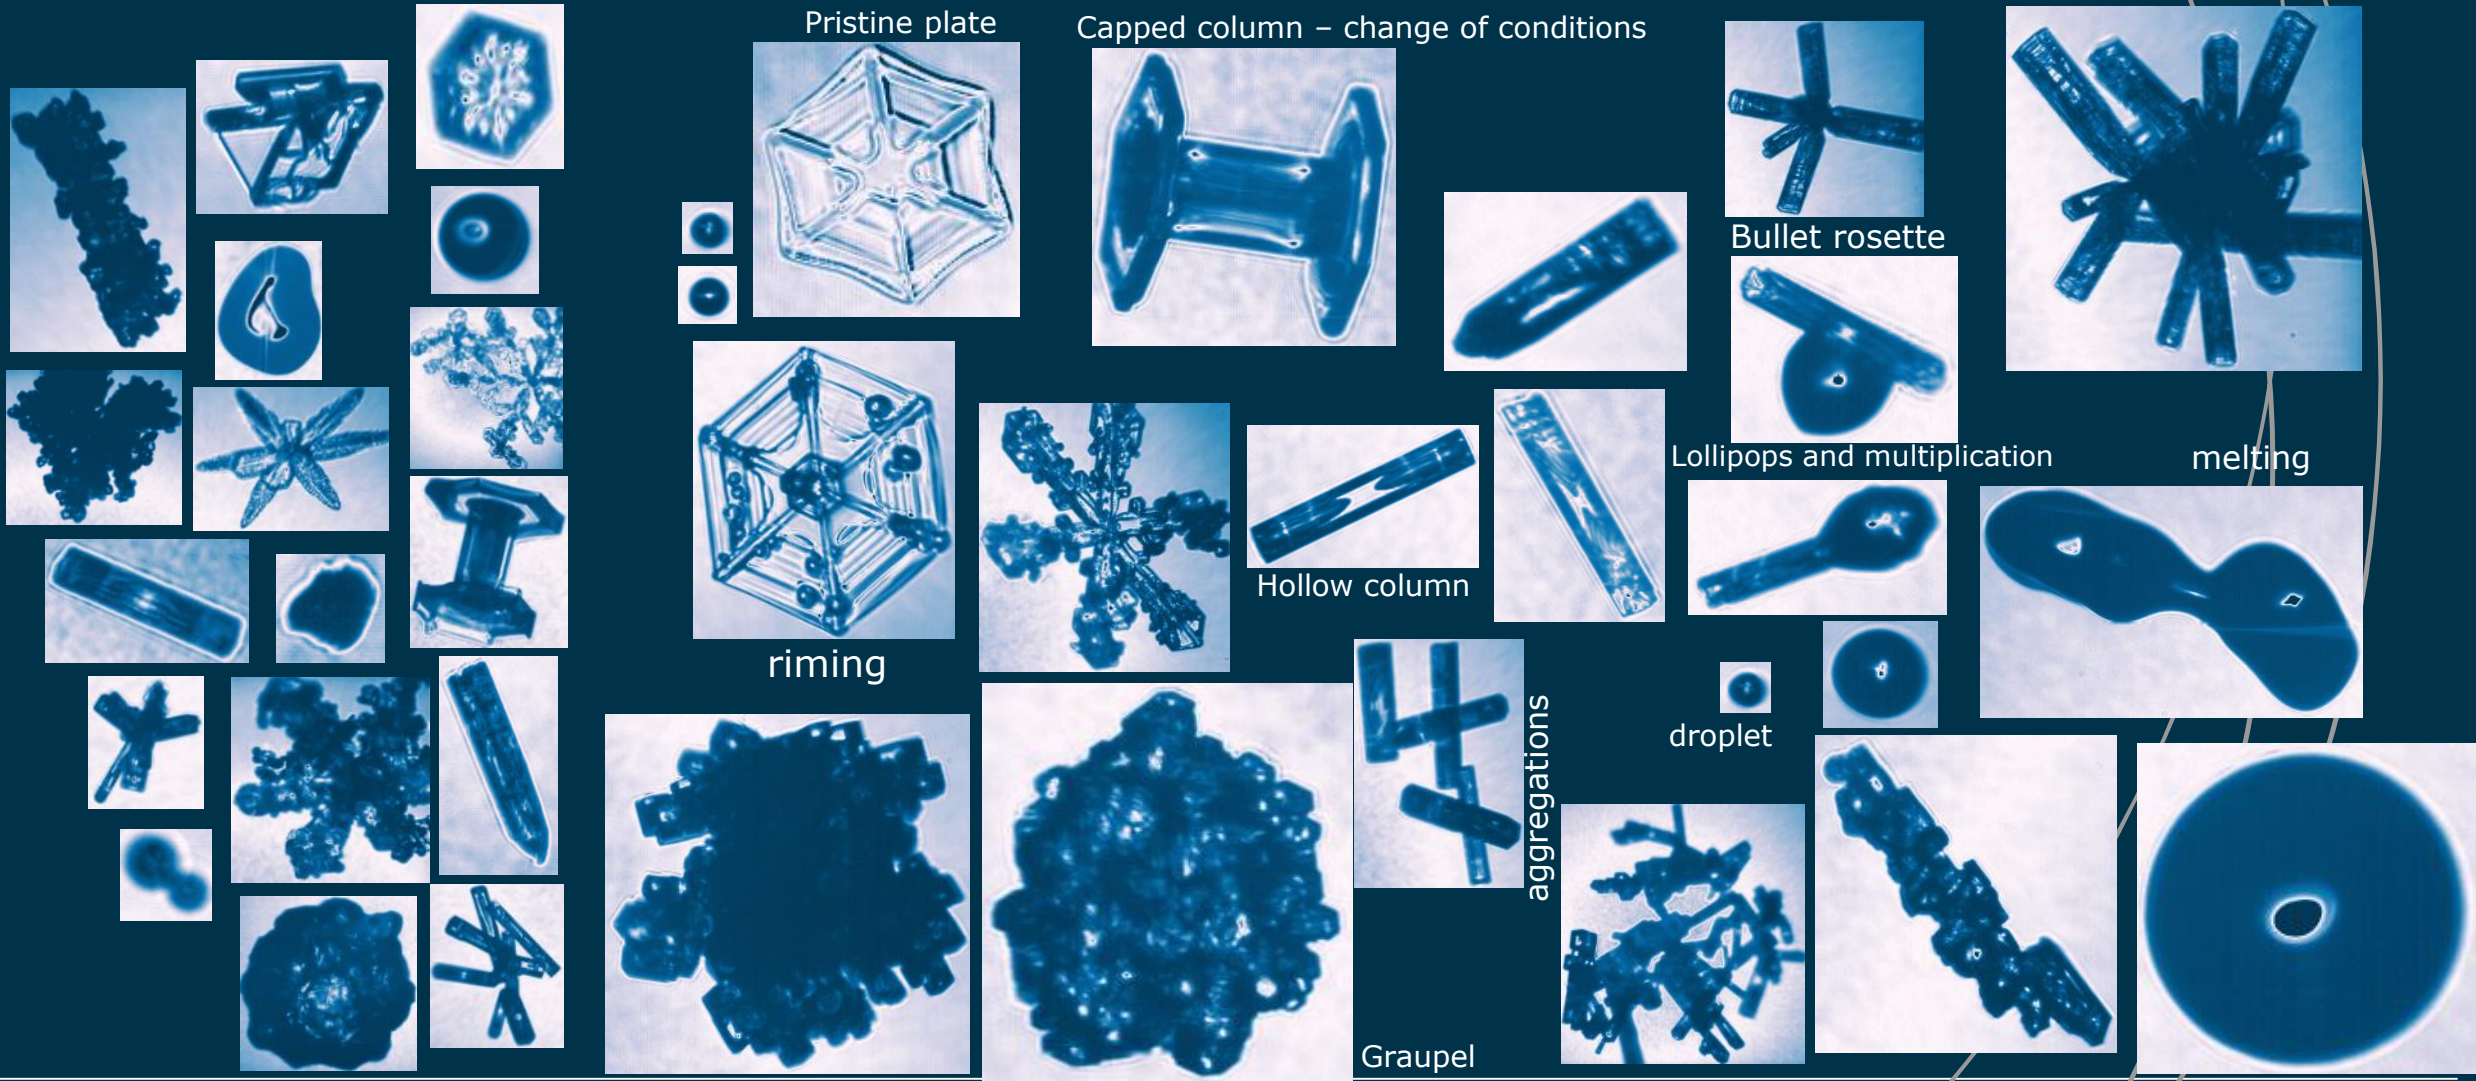 Pristine plate
Capped column – change of conditions
Bullet rosette
Lollipops and multiplication
melting
Hollow column
riming
aggregations
droplet
Graupel